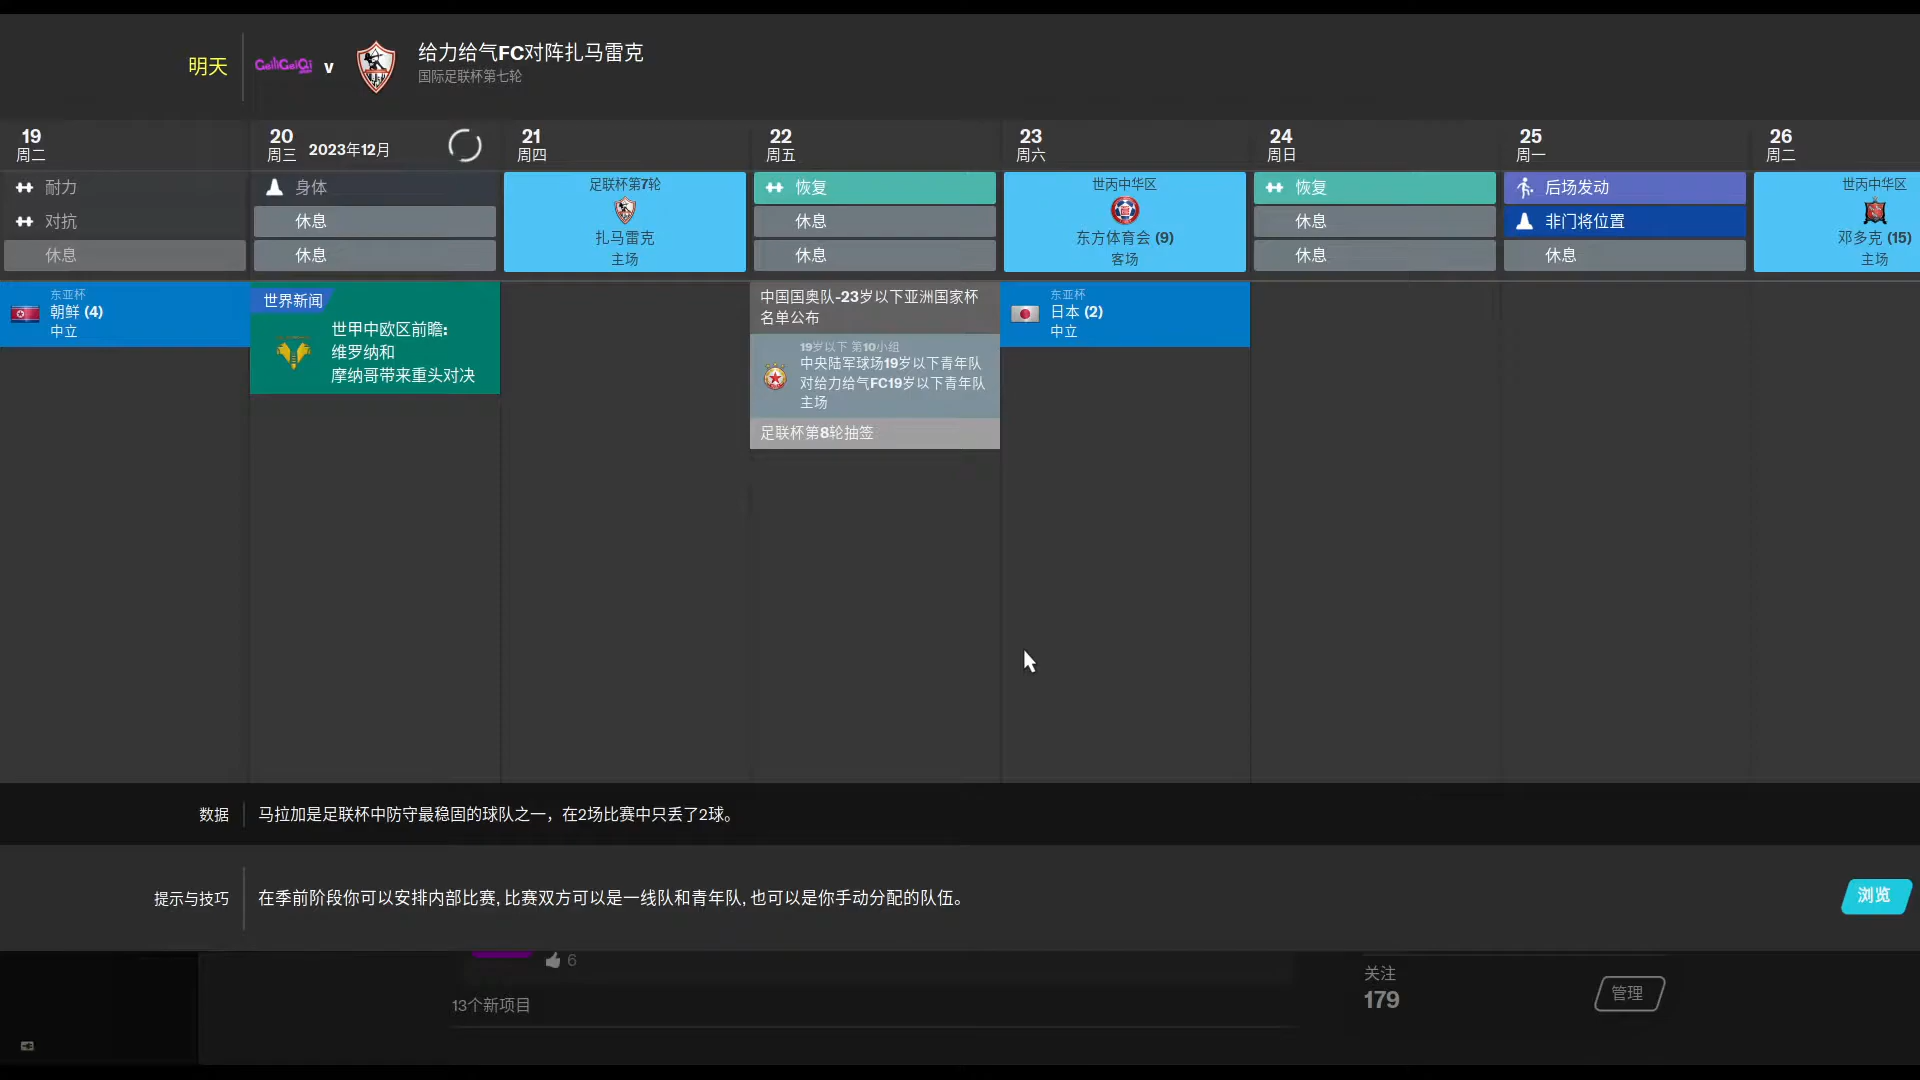 明天
GeiliGeiQi
v
给力给气FC对阵扎马雷克
国际足联杯第七轮
19
周二
20
周三
2023年12月
21
周四
22
周五
23
周六
24
周日
25
周一
26
周二
耐力
对抗
休息
身体
休息
休息
足联杯第7轮
扎马雷克
主场
恢复
休息
休息
世丙中华区
东方体育会 (9)
客场
恢复
休息
休息
后场发动
非门将位置
休息
世丙中华区
邓多克 (15)
主场
东亚杯
朝鲜 (4)
中立
世界新闻
世甲中欧区前瞻:
维罗纳和
摩纳哥带来重头对决
中国国奥队-23岁以下亚洲国家杯
名单公布
19岁以下 第10小组
中央陆军球场19岁以下青年队
对给力给气FC19岁以下青年队
主场
足联杯第8轮抽签
东亚杯
日本 (2)
中立
数据
马拉加是足联杯中防守最稳固的球队之一，在2场比赛中只丢了2球。
提示与技巧
在季前阶段你可以安排内部比赛, 比赛双方可以是一线队和青年队, 也可以是你手动分配的队伍。
浏览
6
13个新项目
关注
179
管理